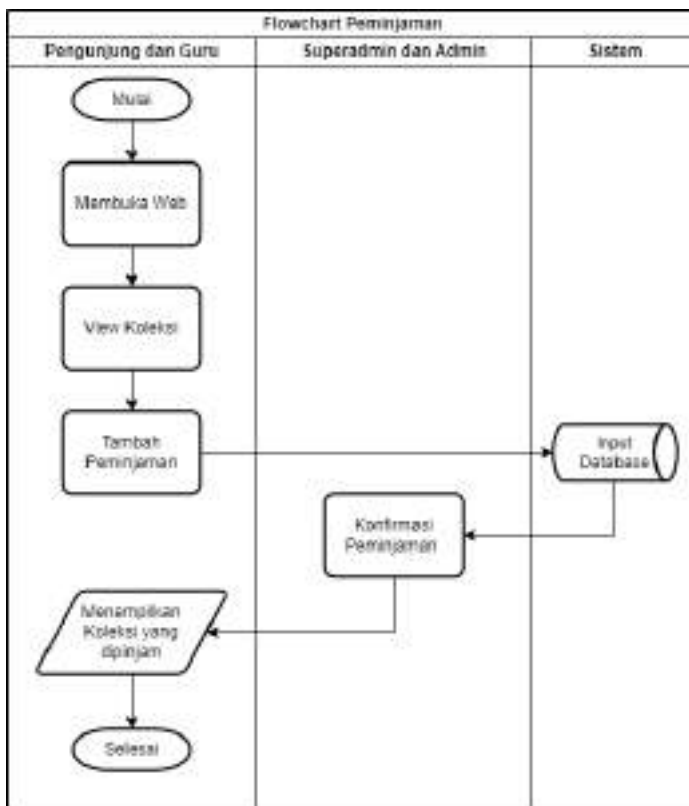 Flowchart Peminjaman
Pengunjung dan Guru
Superadmin dan Admin
Sistem
Mulai
Membuka Web
View Koleksi
Tambah
Peminjaman
Input
Database
Konfirmasi
Peminjaman
Menampilkan
Koleksi yang
dipinjam
Selesai